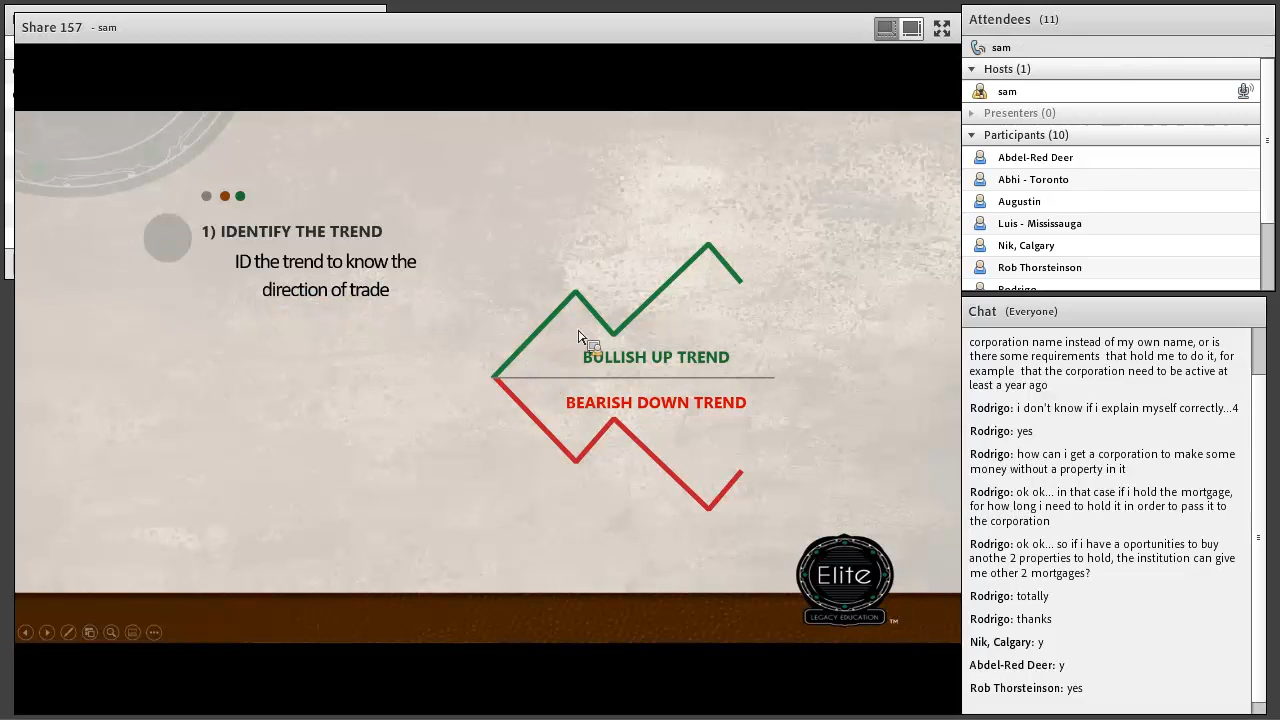 Share 157 - sam
1) IDENTIFY THE TREND
ID the trend to know the
direction of trade
BULLISH UP TREND
BEARISH DOWN TREND
Elite
LEGACY EDUCATION
TM
Attendees (11)
sam
Hosts (1)
sam
Presenters (0)
Participants (10)
Abdel-Red Deer
Abhi - Toronto
Augustin
Luis - Mississauga
Nik, Calgary
Rob Thorsteinson
Rodrigo
Chat (Everyone)
corporation name instead of my own name, or is
there some requirements that hold me to do it, for
example that the corporation need to be active at
least a year ago
Rodrigo: i don't know if i explain myself correctly...4
Rodrigo: yes
Rodrigo: how can i get a corporation to make some
money without a property in it
Rodrigo: ok ok... in that case if i hold the mortgage,
for how long i need to hold it in order to pass it to
the corporation
Rodrigo: ok ok... so if i have a oportunities to buy
anothe 2 properties to hold, the institution can give
me other 2 mortgages?
Rodrigo: totally
Rodrigo: thanks
Nik, Calgary: y
Abdel-Red Deer: y
Rob Thorsteinson: yes